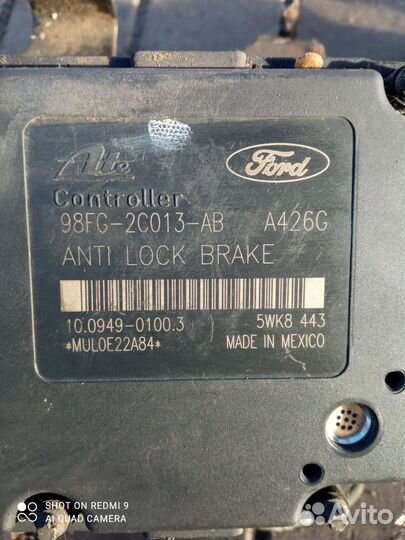 Ate
Ford
Controller
98FG-2C013-AB A426G
ANTI LOCK BRAKE
10.0949-0100.3 5WK8 443
*MUL0E22A84* MADE IN MEXICO
SHOT ON REDMI 9
AI QUAD CAMERA
Avito